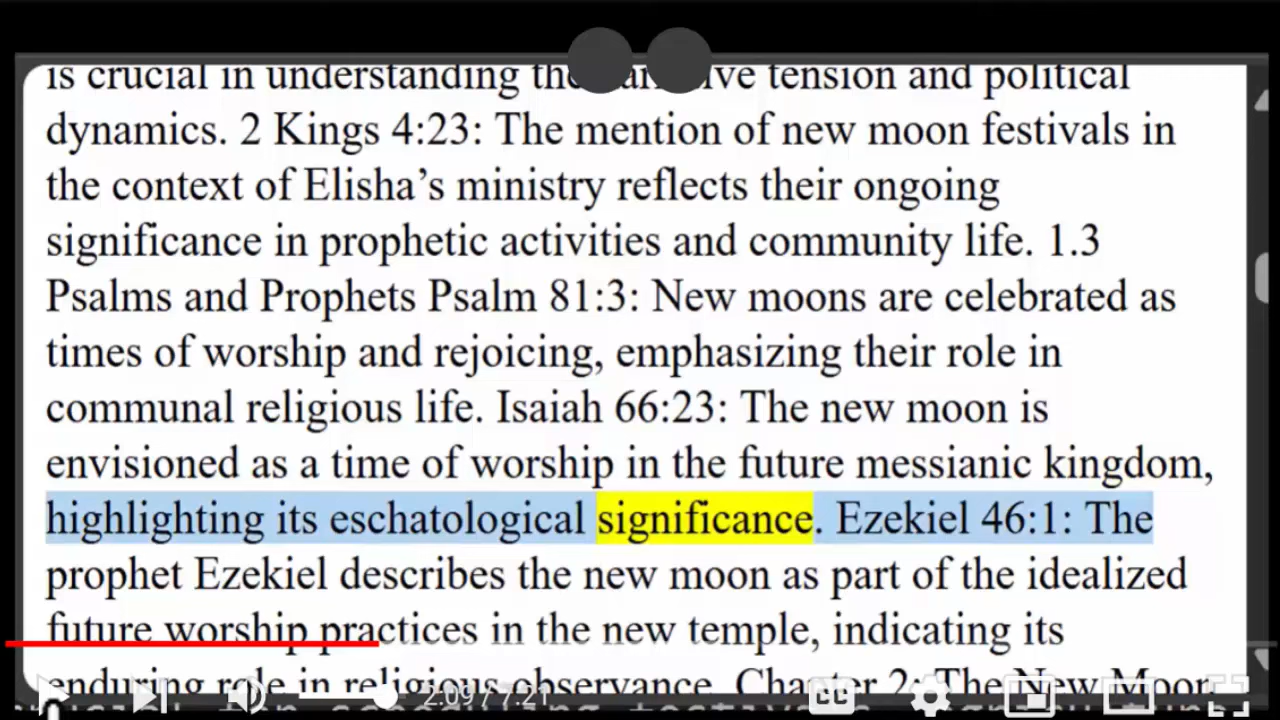 is crucial in understanding the tension and political
dynamics. 2 Kings 4:23: The mention of new moon festivals in
the context of Elisha’s ministry reflects their ongoing
significance in prophetic activities and community life. 1.3
Psalms and Prophets Psalm 81:3: New moons are celebrated as
times of worship and rejoicing, emphasizing their role in
communal religious life. Isaiah 66:23: The new moon is
envisioned as a time of worship in the future messianic kingdom,
highlighting its eschatological significance. Ezekiel 46:1: The
prophet Ezekiel describes the new moon as part of the idealized
future worship practices in the new temple, indicating its
enduring role in religious observance. Chapter 2: The New Moon
2:09 / 7:21
CC